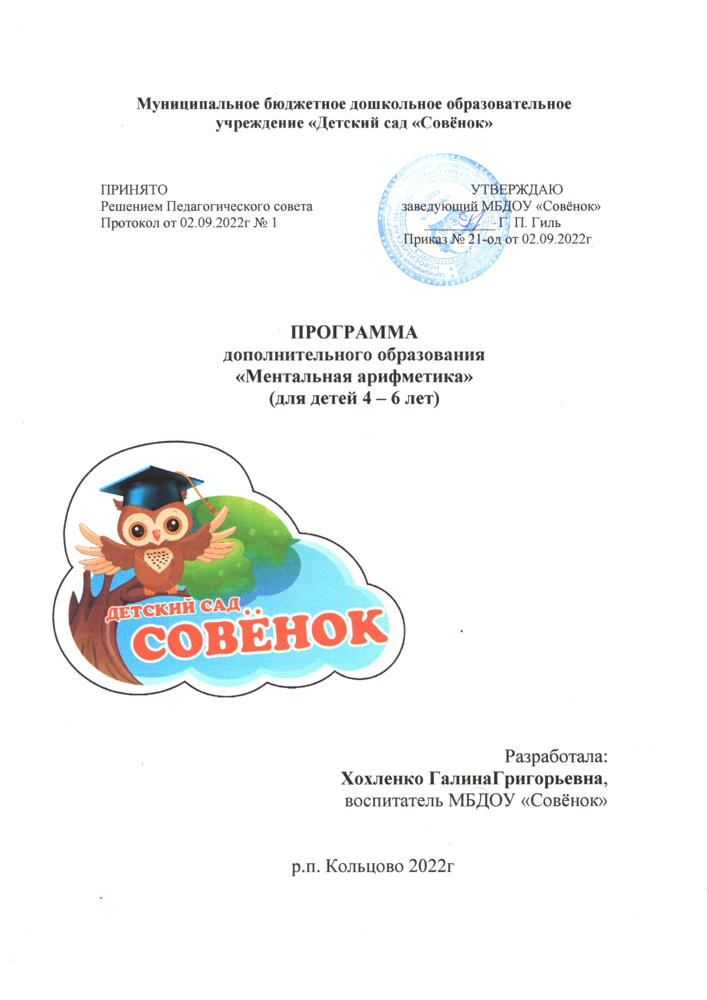 Муниципальное бюджетное дошкольное образовательное
учреждение «Детский сад «Совёнок»
ПРИНЯТО
Решением Педагогического совета
Протокол от 02.09.2022г № 1
УТВЕРЖДАЮ
заведующий МБДОУ «Совёнок»
__________ Г. П. Гиль
Приказ № 21-од от 02.09.2022г
ПРОГРАММА
дополнительного образования
«Ментальная арифметика»
(для детей 4 – 6 лет)
ДЕТСКИЙ САД
СОВЁНОК
Разработала:
Хохленко ГалинаГригорьевна,
воспитатель МБДОУ «Совёнок»
р.п. Кольцово 2022г